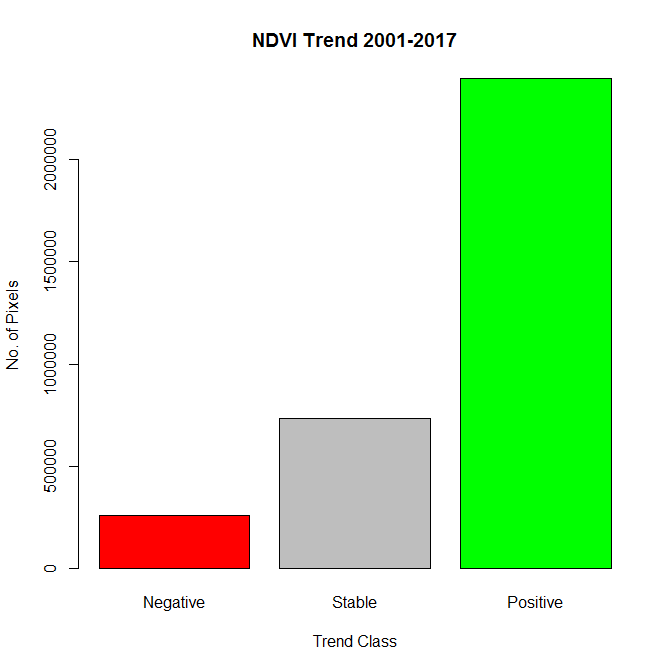 NDVI Trend 2001-2017
No. of Pixels
2000000
1500000
1000000
500000
0
Negative
Stable
Positive
Trend Class